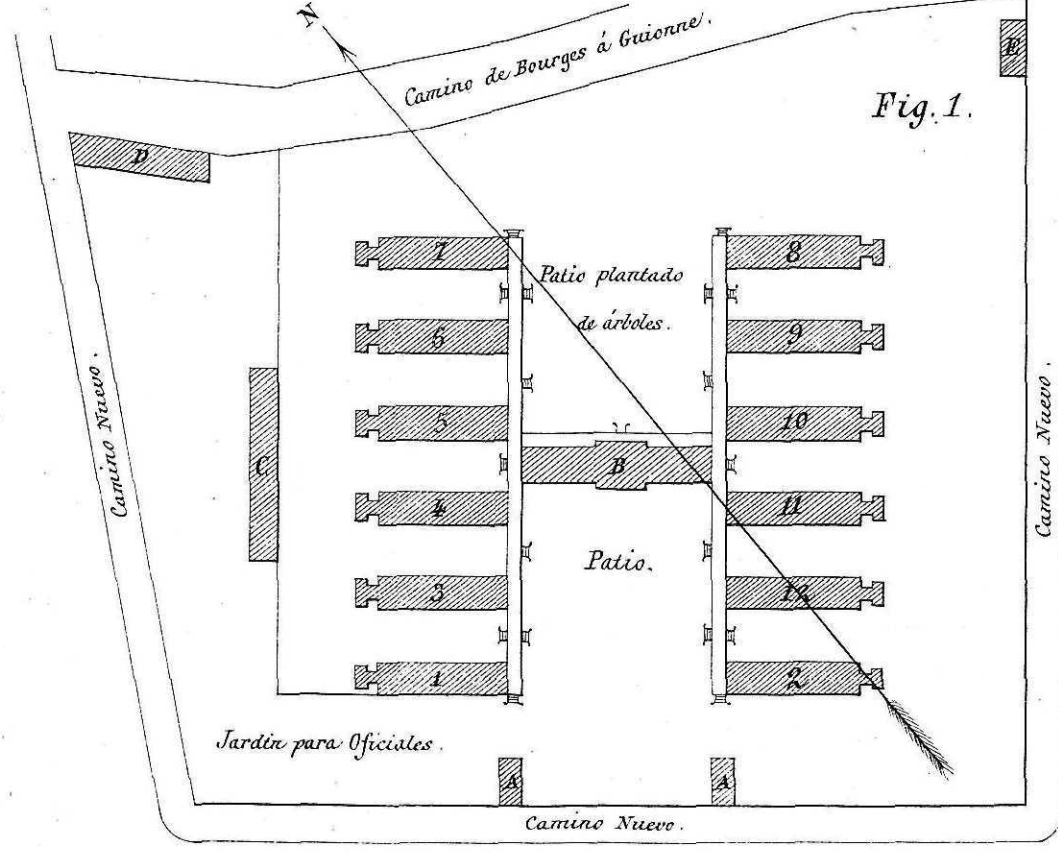 N
Camino de Bourges á Guionne.
E
Fig. 1.
D
7
8
Patio plantado
de árboles.
6
9
Camino Nuevo.
5
10
Camino Nuevo.
C
B
4
11
Patio.
3
12
1
2
Jardin para Oficiales.
A
A
Camino Nuevo.